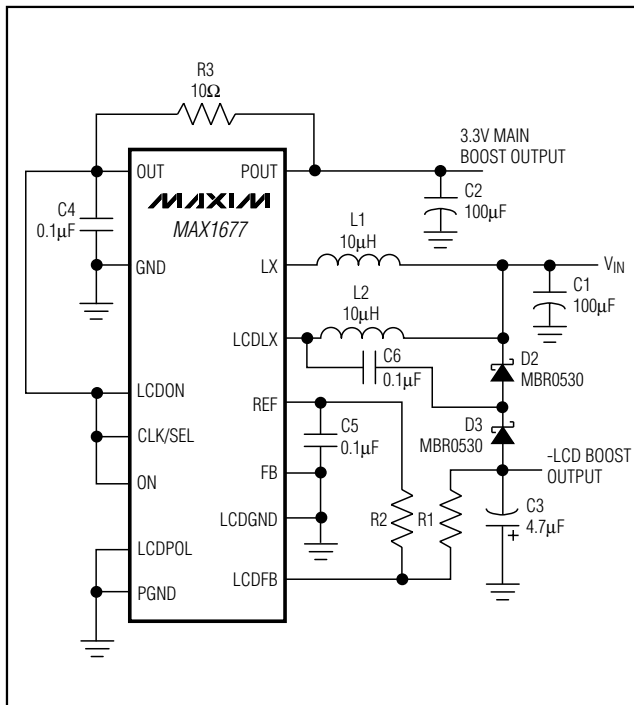 R3
10Ω
OUT
POUT
3.3V MAIN
BOOST OUTPUT
MAXIM
MAX1677
C4
0.1µF
C2
100µF
L1
10µH
GND
LX
VIN
L2
10µH
C1
100µF
LCDLX
C6
0.1µF
D2
MBR0530
LCDON
REF
CLK/SEL
C5
0.1µF
D3
MBR0530
ON
FB
-LCD BOOST
OUTPUT
LCDGND
R2
R1
C3
4.7µF
+
LCDPOL
PGND
LCDFB